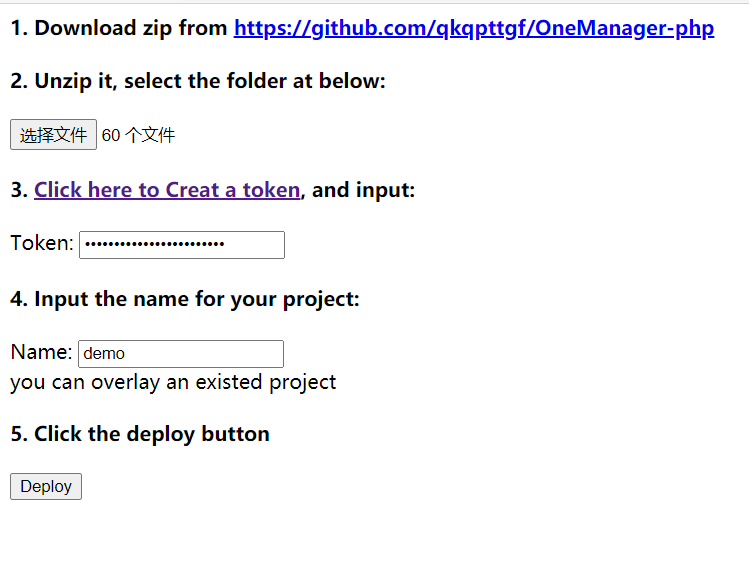 1. Download zip from https://github.com/qkqpttgf/OneManager-php
2. Unzip it, select the folder at below:
选择文件 60 个文件
3. Click here to Creat a token, and input:
Token: ••••••••••••••••••••••••
4. Input the name for your project:
Name: demo
you can overlay an existed project
5. Click the deploy button
Deploy